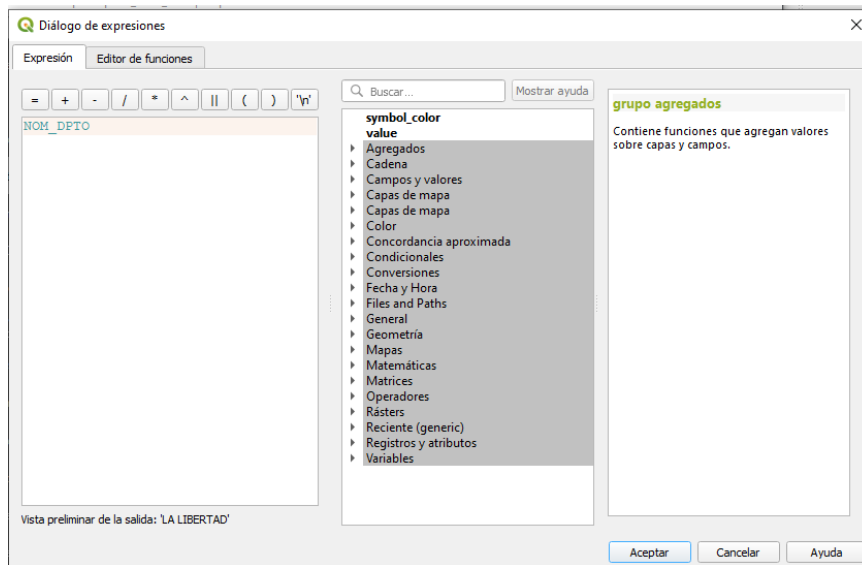 Diálogo de expresiones
Expresión Editor de funciones
= + - / * ^ || ( ) '\n'
NOM_DPTO
Vista preliminar de la salida: 'LA LIBERTAD'
Buscar... Mostrar ayuda
symbol_color
value
Agregados
Cadena
Campos y valores
Capas de mapa
Capas de mapa
Color
Concordancia aproximada
Condicionales
Conversiones
Fecha y Hora
Files and Paths
General
Geometría
Mapas
Matemáticas
Matrices
Operadores
Rásters
Reciente (generic)
Registros y atributos
Variables
grupo agregados
Contiene funciones que agregan valores
sobre capas y campos.
Aceptar Cancelar Ayuda